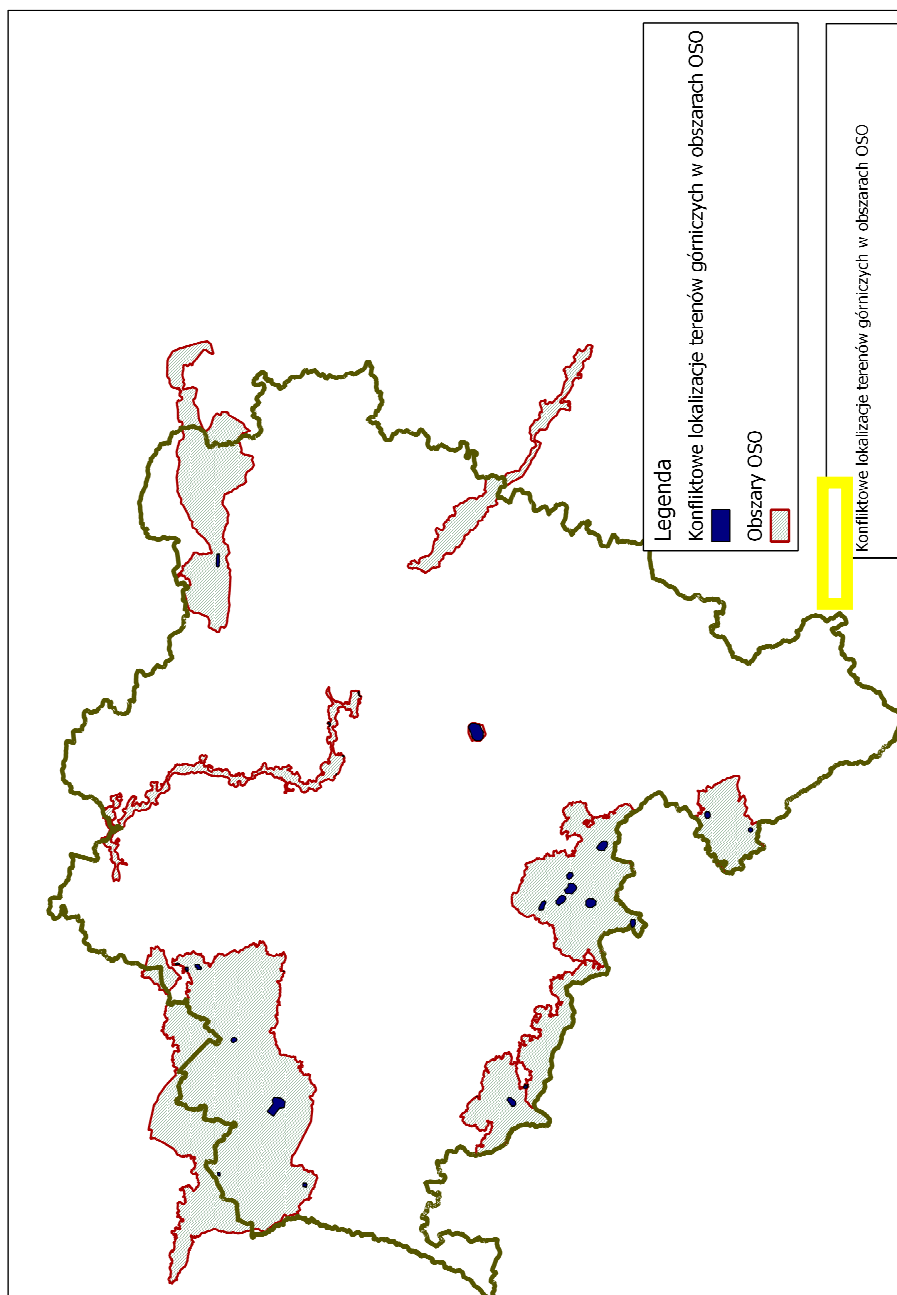 Legenda
Konfliktowe lokalizacje terenów górniczych w obszarach OSO
Obszary OSO
Konfliktowe lokalizacje terenów górniczych w obszarach OSO